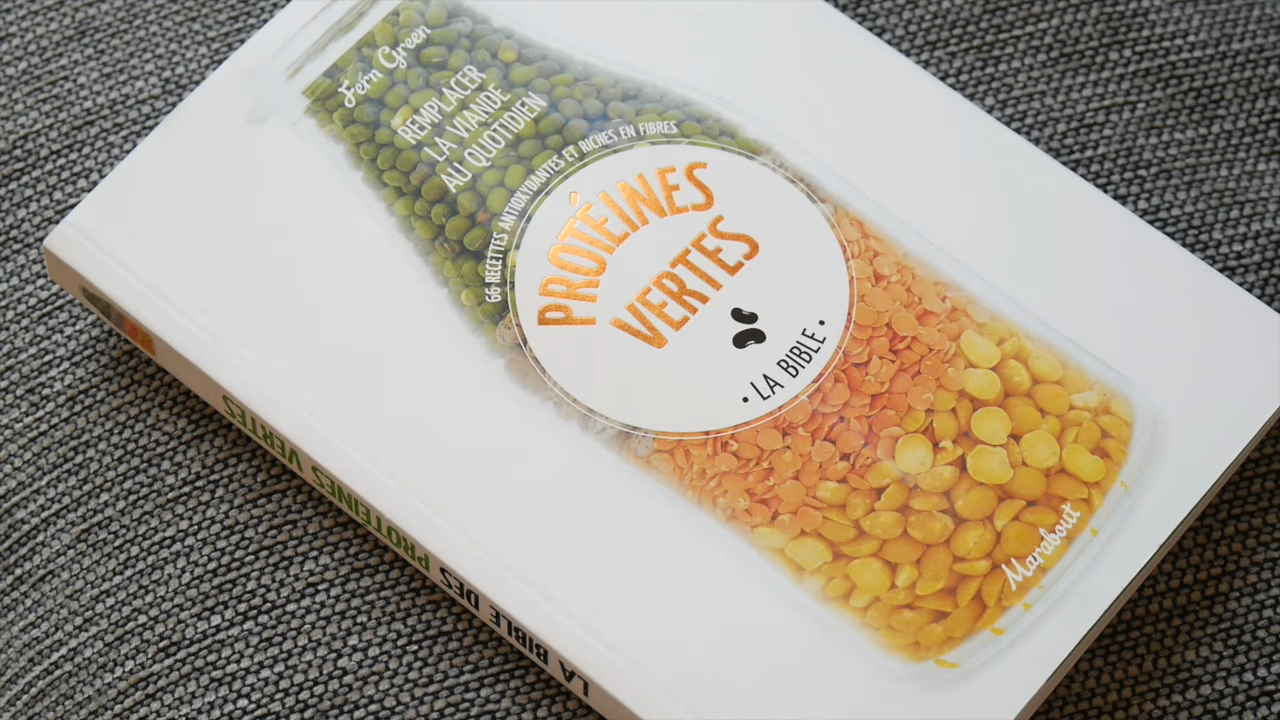 Fern Green
REMPLACER
LA VIANDE
AU QUOTIDIEN
66 RECETTES ANTIOXYDANTES ET RICHES EN FIBRES
PROTÉINES
VERTES
• LA BIBLE •
Marabout
LA BIBLE DES PROTÉINES VERTES